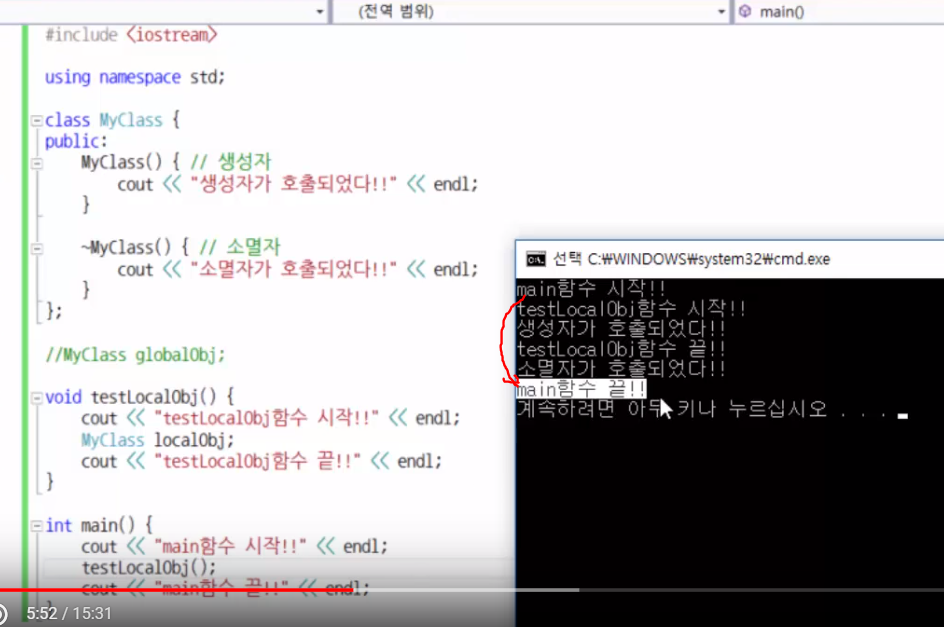 (전역 범위)
main()
#include <iostream>
using namespace std;
class MyClass {
public:
MyClass() { // 생성자
cout << "생성자가 호출되었다!!" << endl;
}
~MyClass() { // 소멸자
cout << "소멸자가 호출되었다!!" << endl;
}
};
//MyClass globalObj;
void testLocalObj() {
cout << "testLocalObj함수 시작!!" << endl;
MyClass localObj;
cout << "testLocalObj함수 끝!!" << endl;
}
int main() {
cout << "main함수 시작!!" << endl;
testLocalObj();
cout << "main함수 끝!!" << endl;
선택 C:₩WINDOWS₩system32₩cmd.exe
main함수 시작!!
testLocalObj함수 시작!!
생성자가 호출되었다!!
testLocalObj함수 끝!!
소멸자가 호출되었다!!
main함수 끝!!
계속하려면 아무 키나 누르십시오 . . .
5:52 / 15:31